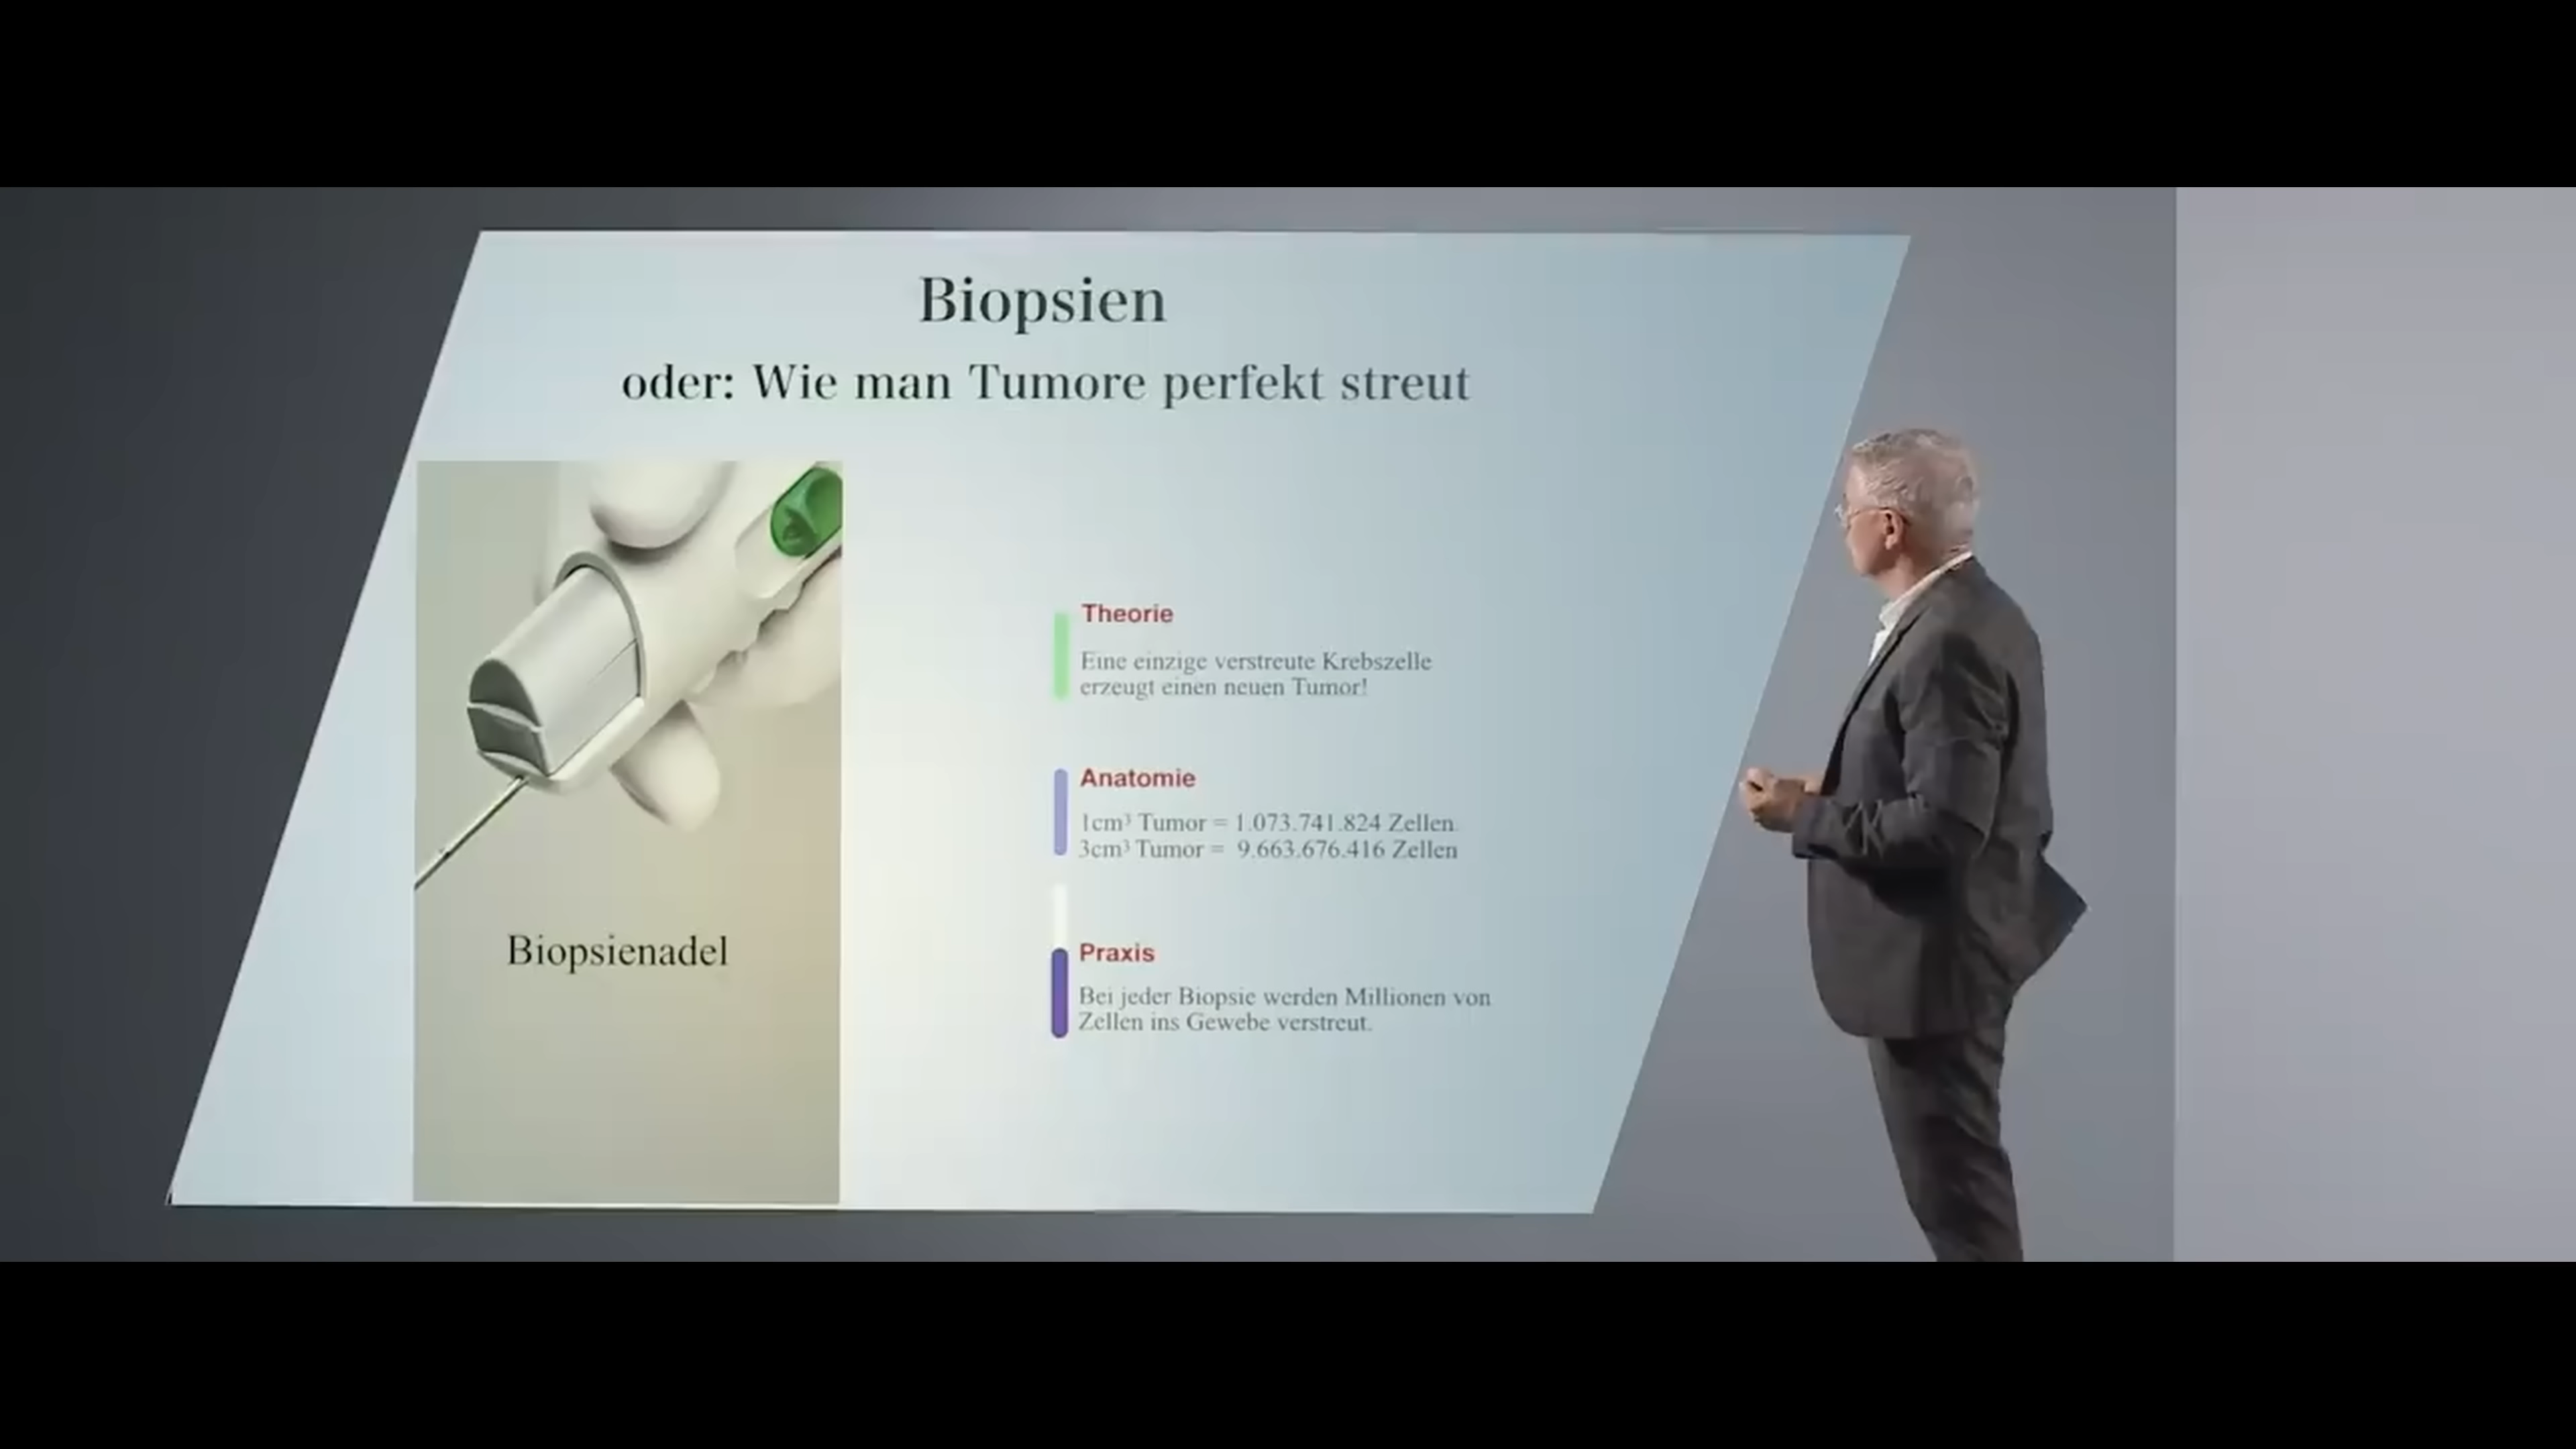 Biopsien
oder: Wie man Tumore perfekt streut
Theorie
Eine einzige verstreute Krebszelle
erzeugt einen neuen Tumor!
Anatomie
1cm³ Tumor = 1.073.741.824 Zellen
3cm³ Tumor = 9.663.676.416 Zellen
Praxis
Bei jeder Biopsie werden Millionen von
Zellen ins Gewebe verstreut.
Biopsienadel